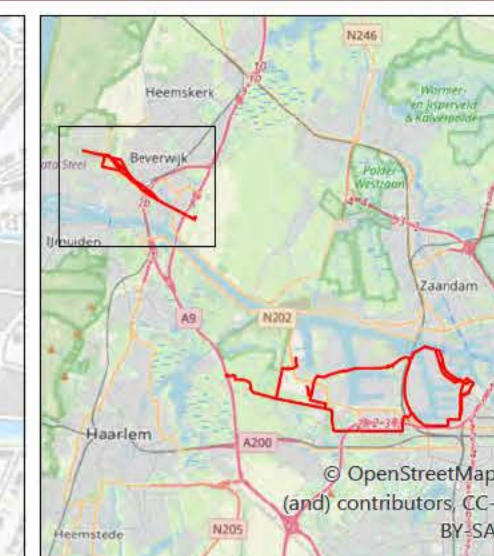 N246
Heemskerk
Wormer-
en Jisperveld
& Kalverpolder
Beverwijk
Polder
Westzaan
IJmuiden
Zaandam
A9
N202
Haarlem
A200
© OpenStreetMap
(and) contributors, CC-
BY-SA
Heemstede
N205